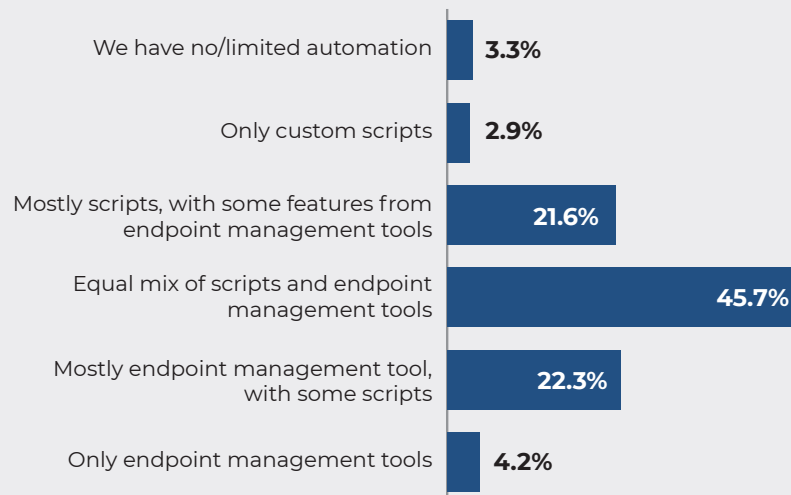 We have no/limited automation
3.3%
Only custom scripts
2.9%
Mostly scripts, with some features from
endpoint management tools
21.6%
Equal mix of scripts and endpoint
management tools
45.7%
Mostly endpoint management tool,
with some scripts
22.3%
Only endpoint management tools
4.2%